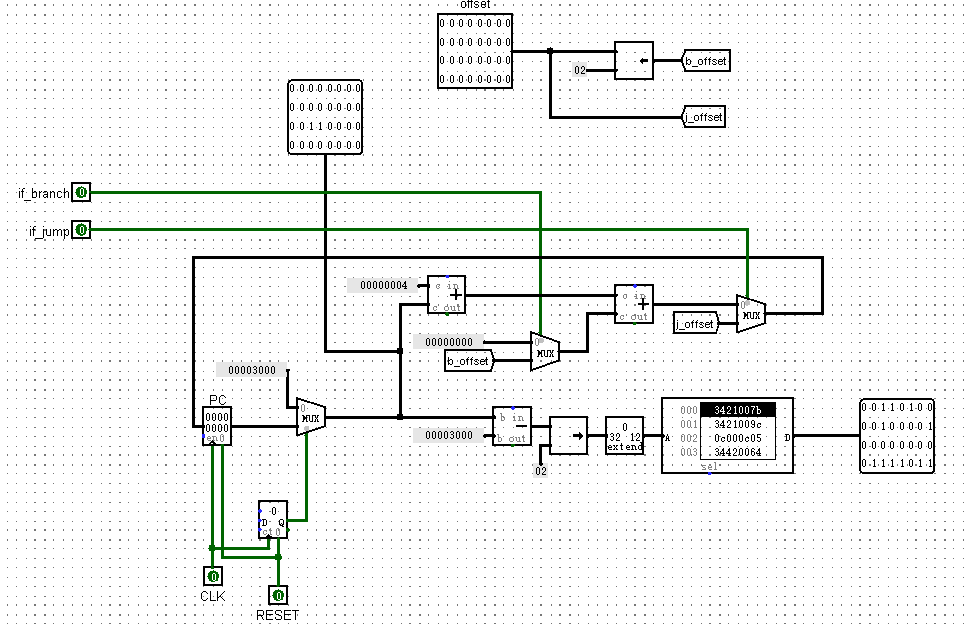 offset
0 0 0 0 0 0 0 0
0 0 0 0 0 0 0 0
0 0 0 0 0 0 0 0
0 0 0 0 0 0 0 0
02
b_offset
j_offset
0 0 0 0 0 0 0 0
0 0 0 0 0 0 0 0
0 0 1 1 0 0 0 0
0 0 0 0 0 0 0 0
if_branch 0
if_jump 0
00000004
c in
+
c out
c in
+
c out
0
MUX
j_offset
00000000
b_offset
0
MUX
00003000
PC
0000
0000
en0
0
MUX
00003000
b in
−
b out
02
0
32 12
extend
A
000 3421007b
001 3421009c
002 0c000c05
003 34420064
sel
D
0 0 1 1 0 1 0 0
0 0 1 0 0 0 0 1
0 0 0 0 0 0 0 0
0 1 1 1 1 0 1 1
0
D Q
0
CLK
0
RESET